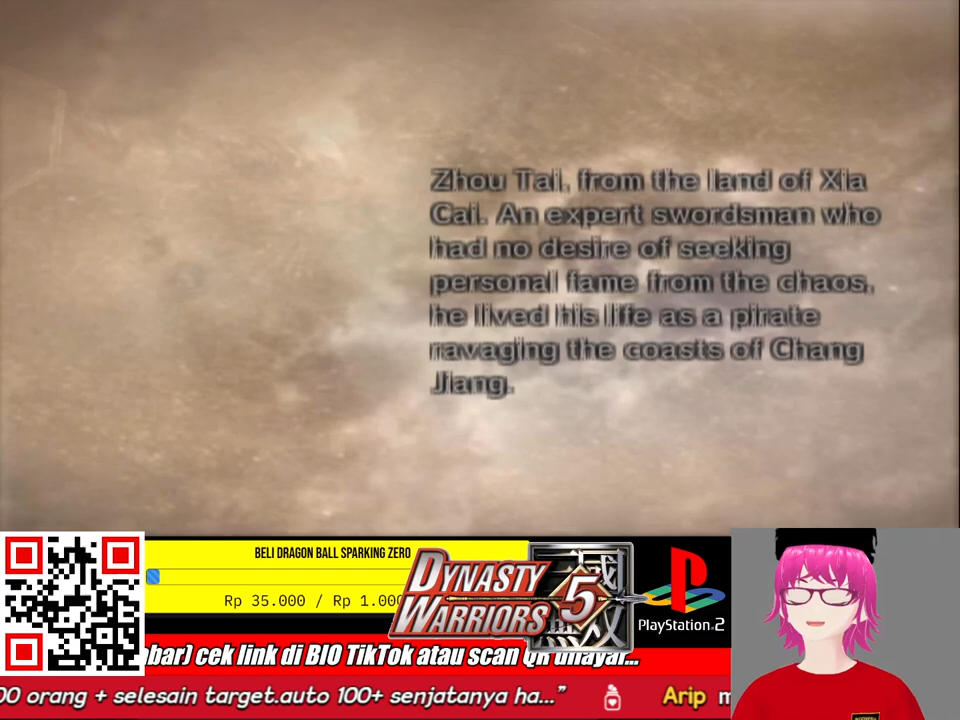 Zhou Tai, from the land of Xia
Cai. An expert swordsman who
had no desire of seeking
personal fame from the chaos,
he lived his life as a pirate
ravaging the coasts of Chang
Jiang.
BELI DRAGON BALL SPARKING ZERO
Rp 35.000 / Rp 1.000
DYNASTY
WARRIORS 5
PlayStation.2
abar) cek link di BIO TikTok atau scan QR dilayar...
00 orang + selesain target.auto 100+ senjatanya ha..." Arip m